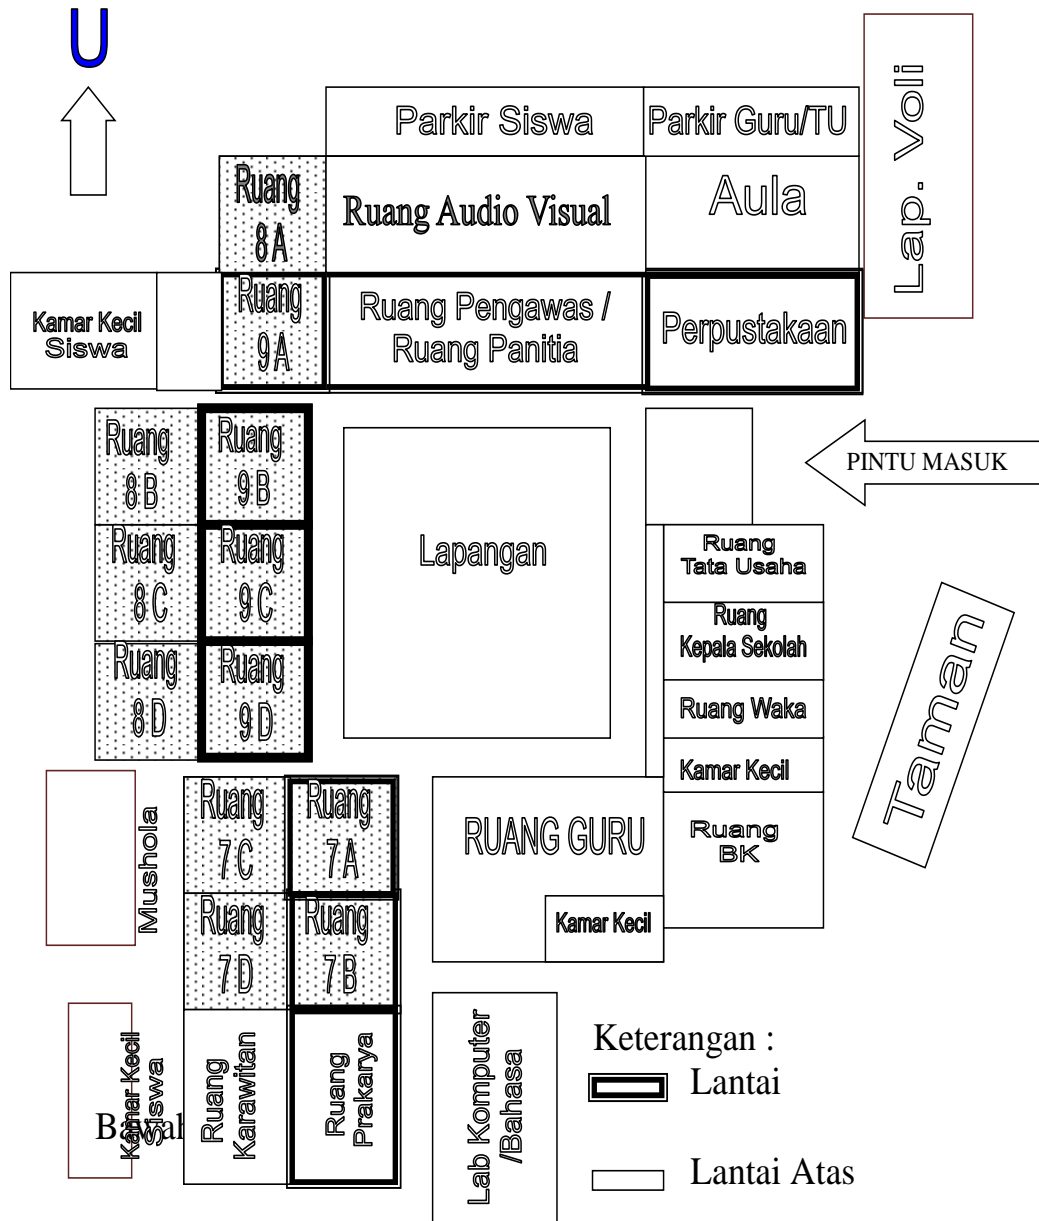 U
Parkir Siswa
Parkir Guru/TU
Lap. Voli
Ruang
8 A
Ruang Audio Visual
Aula
Kamar Kecil
Siswa
Ruang
9 A
Ruang Pengawas /
Ruang Panitia
Perpustakaan
Ruang
8 B
Ruang
9 B
PINTU MASUK
Ruang
8 C
Ruang
9 C
Lapangan
Ruang
Tata Usaha
Ruang
Kepala Sekolah
Ruang
8 D
Ruang
9 D
Ruang Waka
Kamar Kecil
Taman
Mushola
Ruang
7 C
Ruang
7 A
RUANG GURU
Ruang
BK
Ruang
7 D
Ruang
7 B
Kamar Kecil
Kamar Kecil
Siswa
Ruang
Karawitan
Ruang
Prakarya
Lab Komputer
/Bahasa
Keterangan :
Lantai
Bawah
Lantai Atas